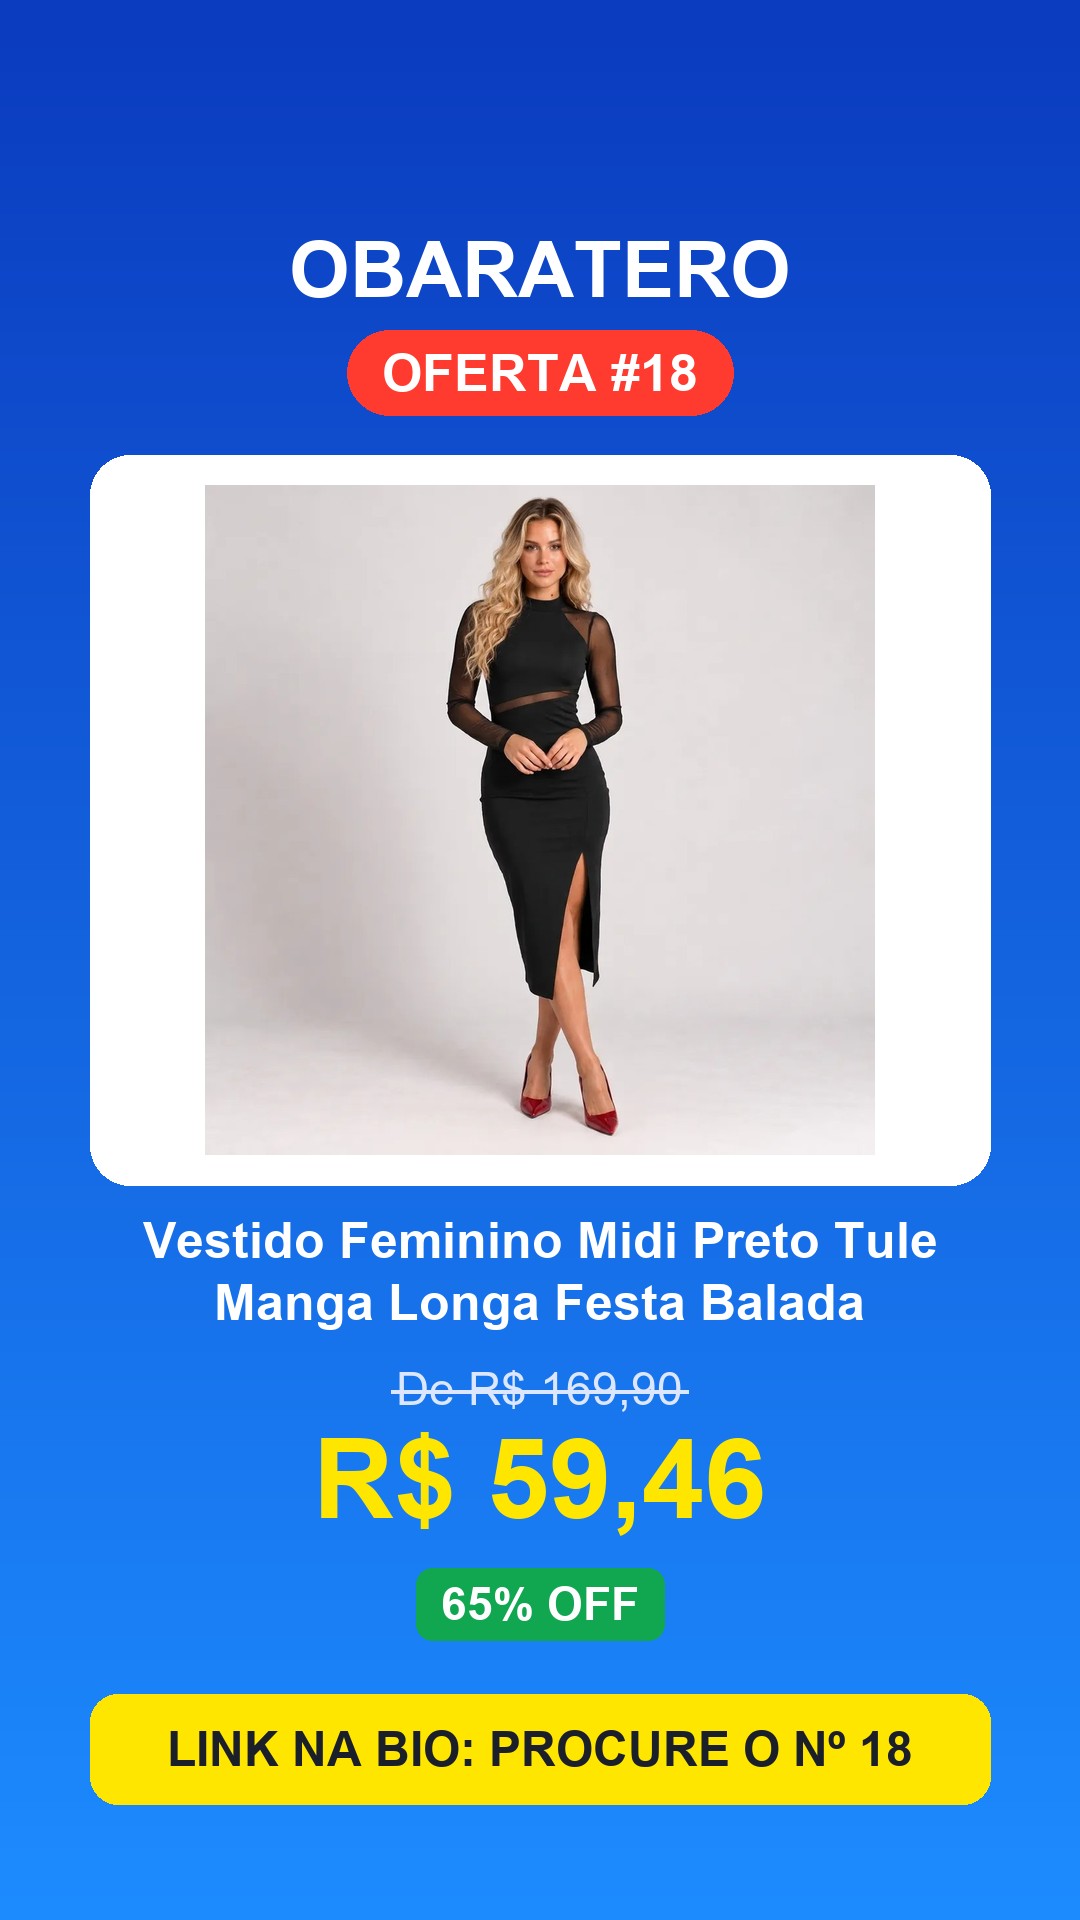 OBARATERO
OFERTA #18
Vestido Feminino Midi Preto Tule
Manga Longa Festa Balada
De R$ 169,90
R$ 59,46
65% OFF
LINK NA BIO: PROCURE O Nº 18